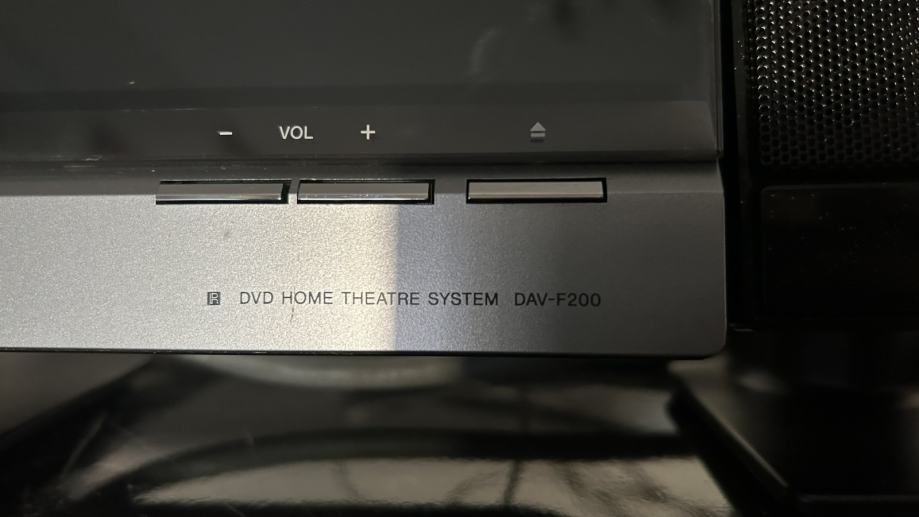 - VOL + ⏏
R DVD HOME THEATRE SYSTEM DAV-F200